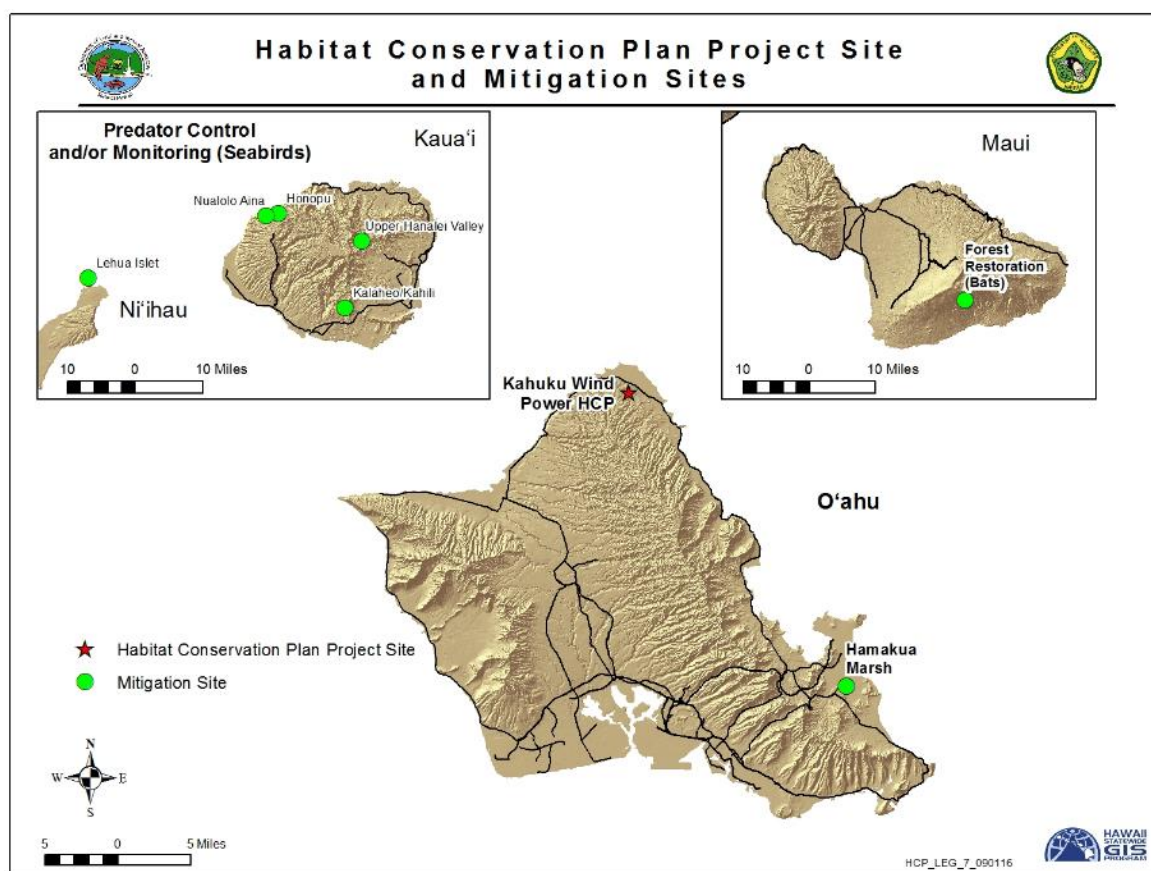 Habitat Conservation Plan Project Site
and Mitigation Sites
Predator Control
and/or Monitoring (Seabirds)
Kaua‘i
Nualolo Aina
Honopu
Upper Hanalei Valley
Lehua Islet
Ni‘ihau
Kalaheo/Kahili
10 0 10 Miles
Maui
Forest
Restoration
(Bats)
10 0 10 Miles
Kahuku Wind
Power HCP
O‘ahu
Hamakua
Marsh
Habitat Conservation Plan Project Site
Mitigation Site
N
W E
S
5 0 5 Miles
HCP_LEG_7_090116
HAWAII
STATEWIDE
GIS
PROGRAM